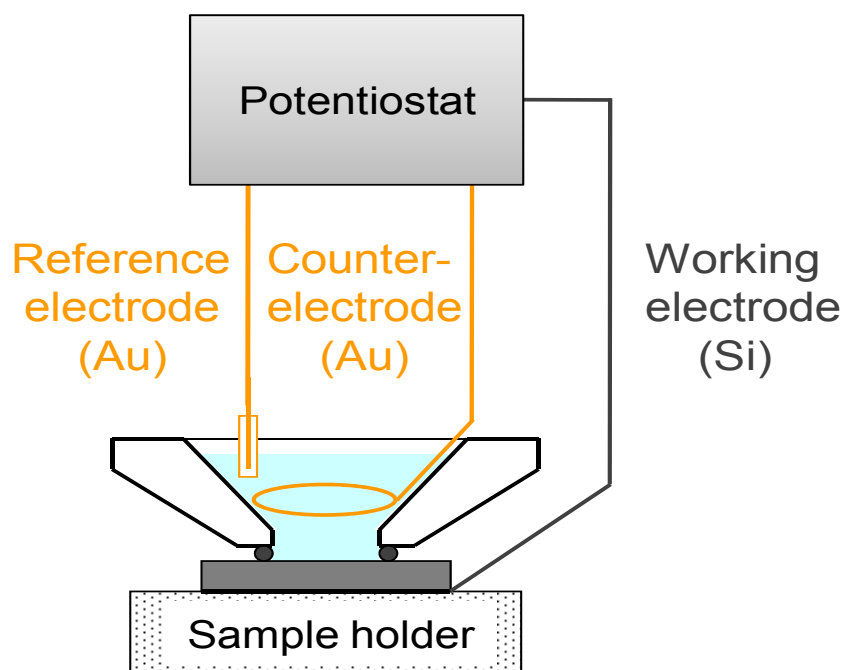 Potentiostat
Reference
electrode
(Au)
Counter-
electrode
(Au)
Working
electrode
(Si)
Sample holder